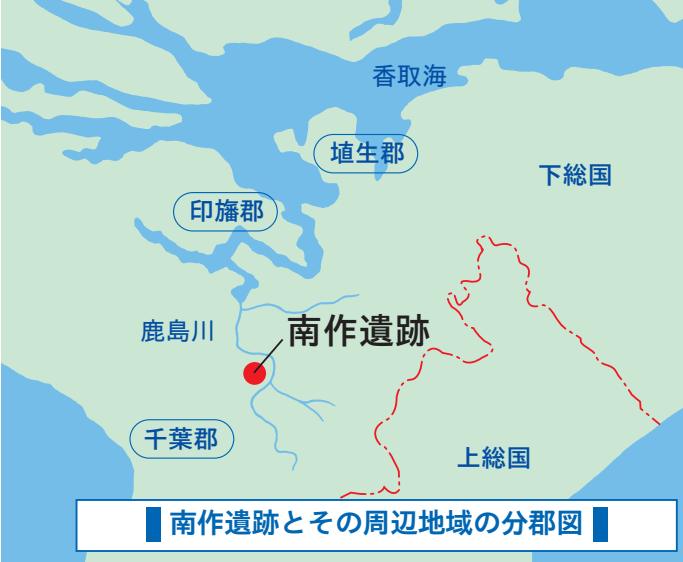 香取海
埴生郡
下総国
印旛郡
鹿島川
南作遺跡
千葉郡
上総国
南作遺跡とその周辺地域の分郡図